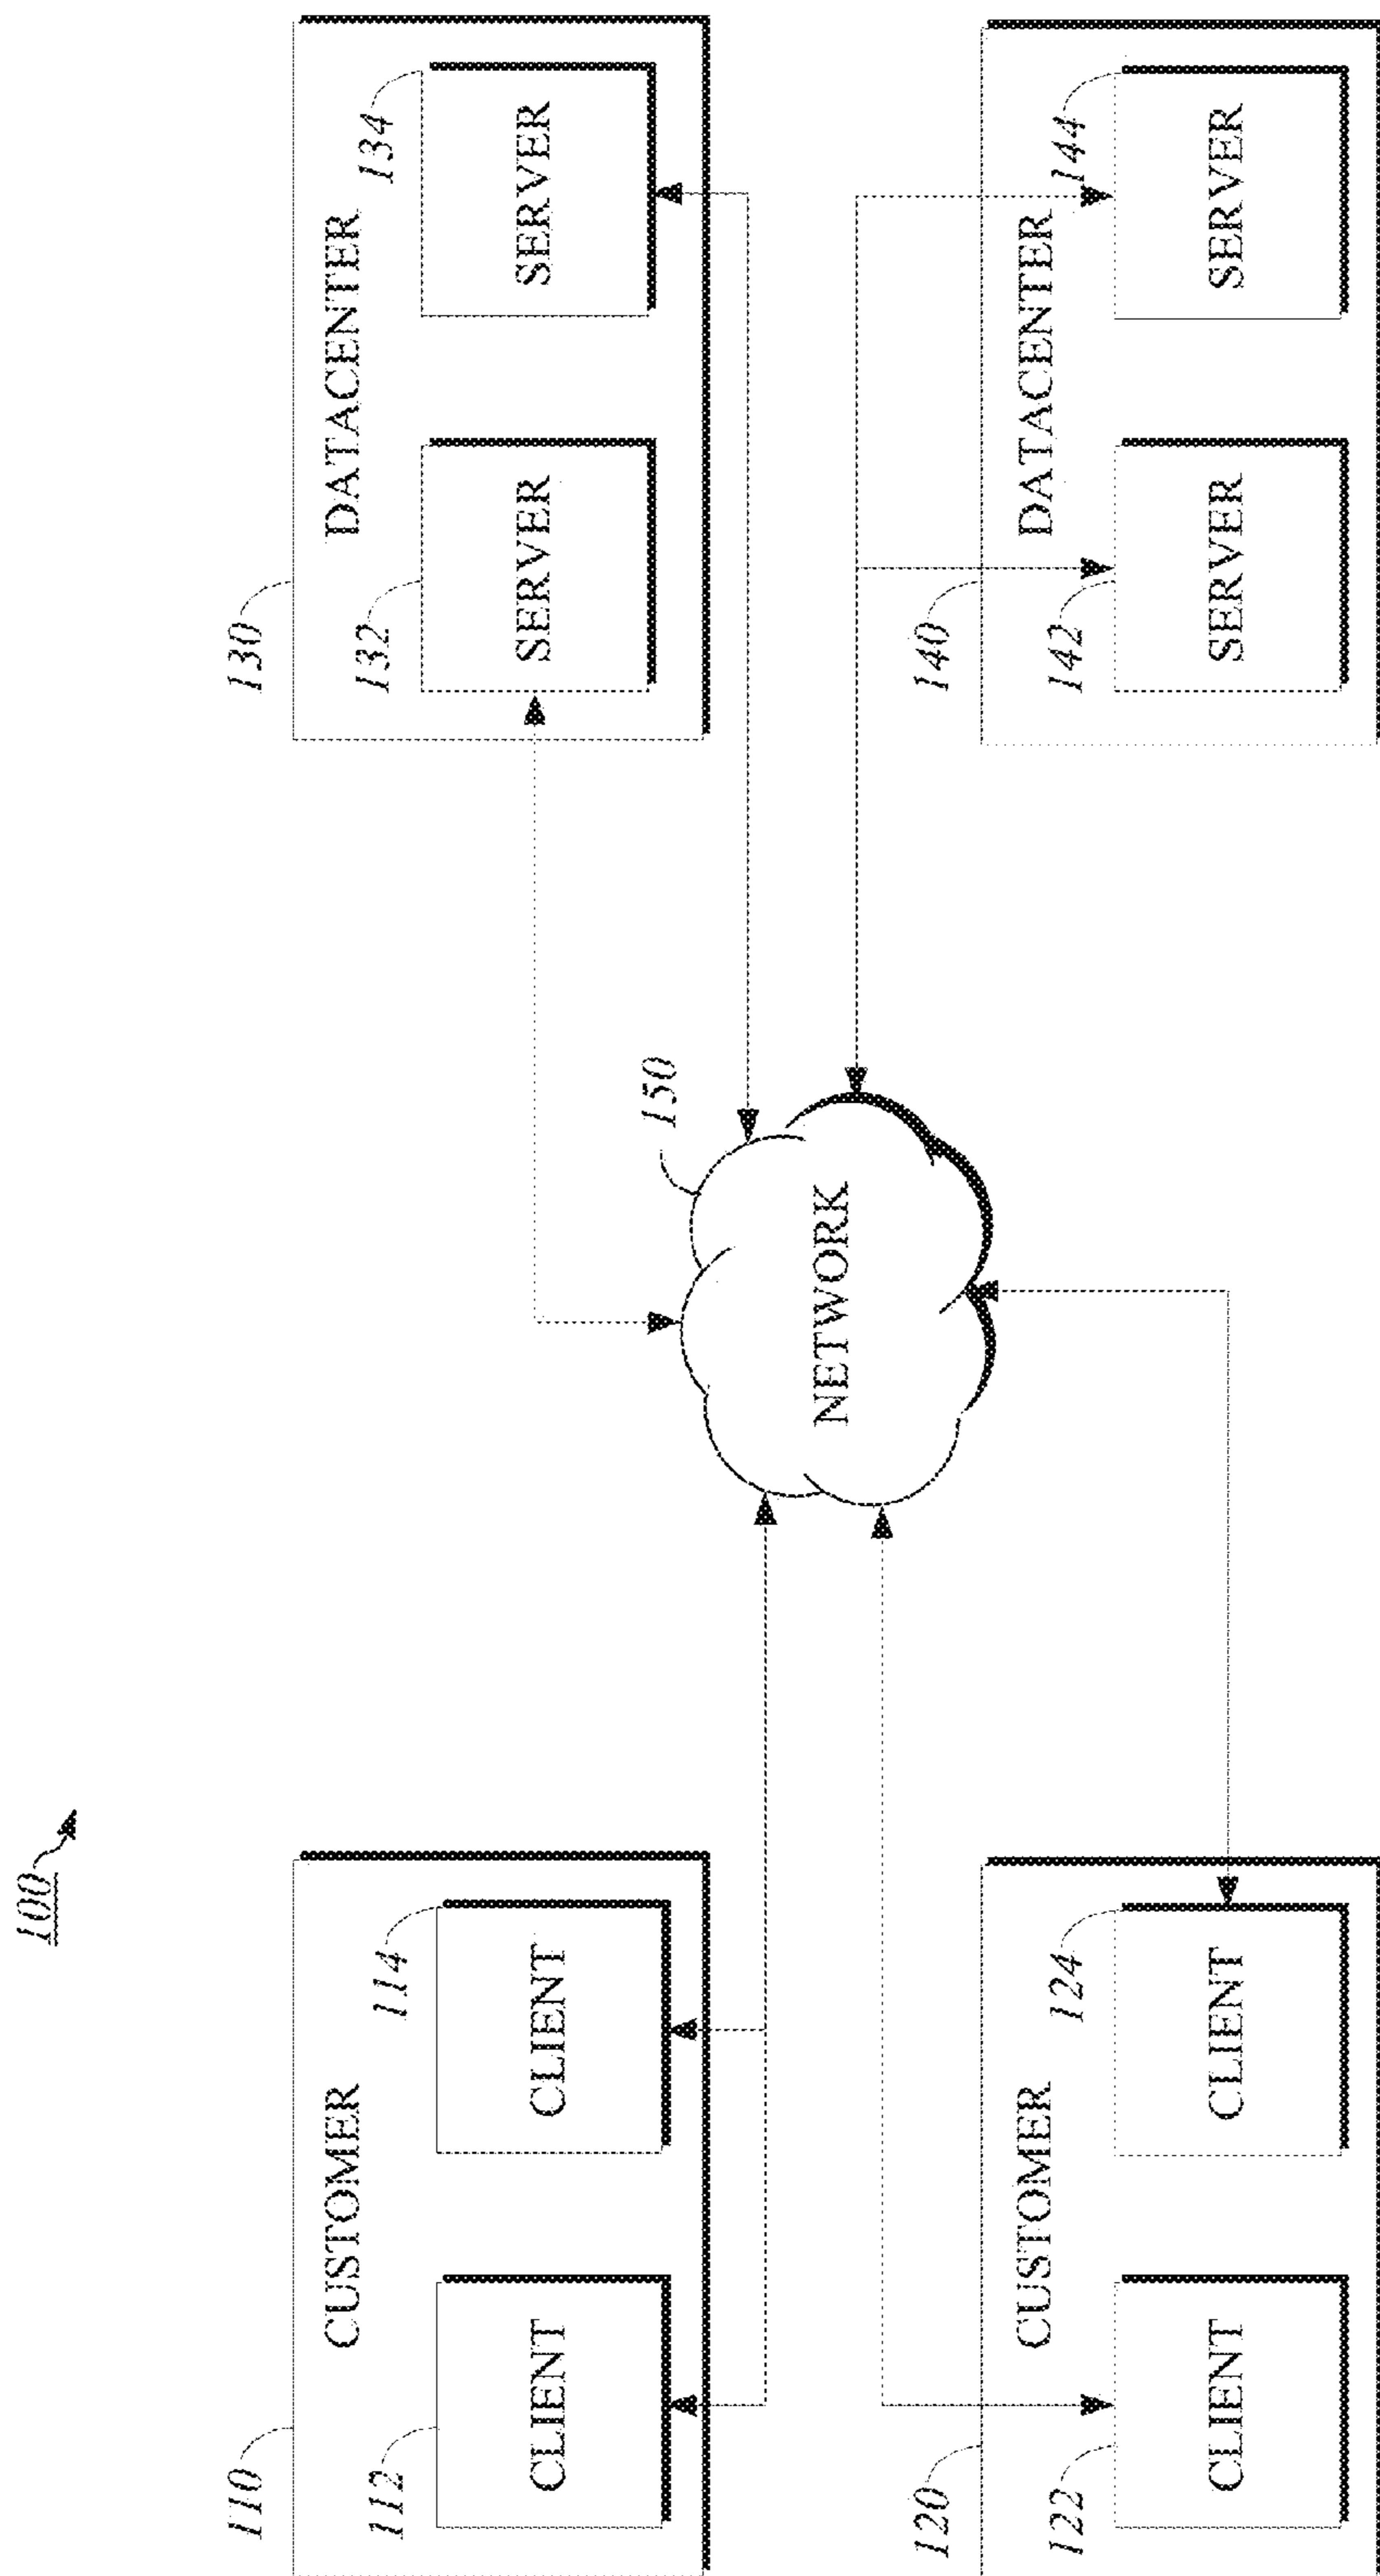 100
110
CUSTOMER
112
CLIENT
114
CLIENT
130
DATACENTER
132
SERVER
134
SERVER
150
NETWORK
120
CUSTOMER
122
CLIENT
124
CLIENT
140
DATACENTER
142
SERVER
144
SERVER